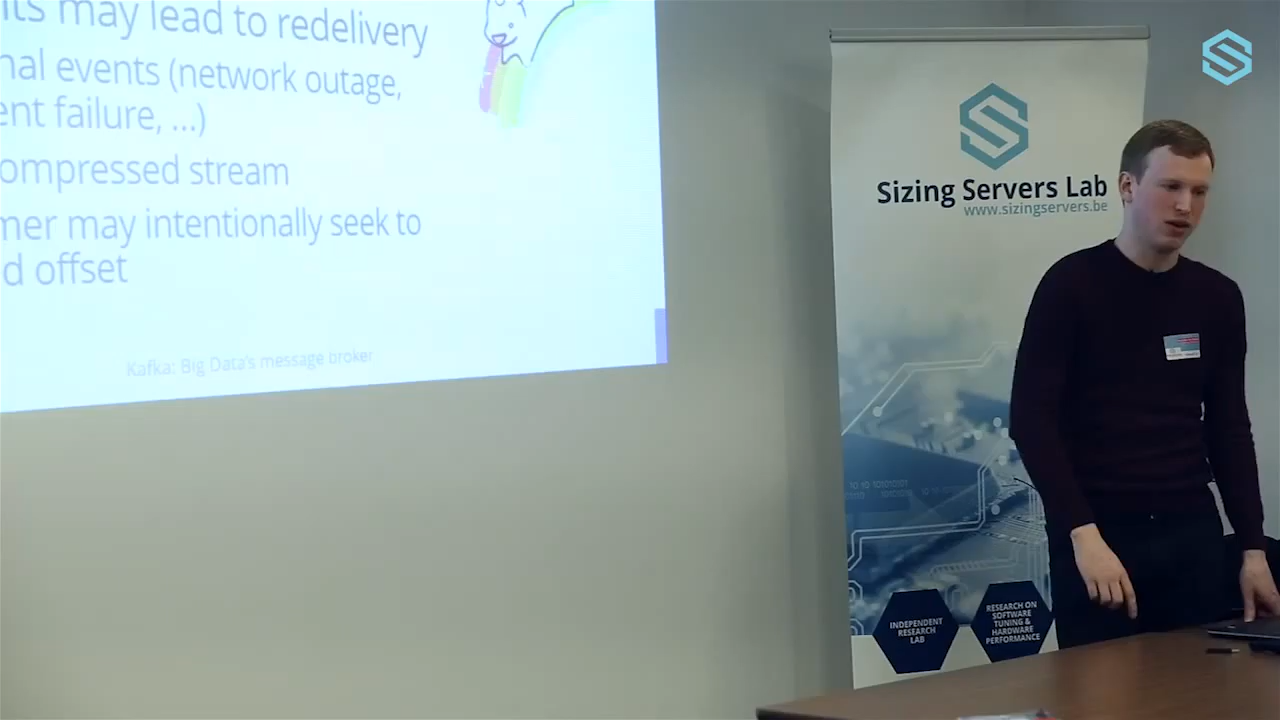 its may lead to redelivery
nal events (network outage,
ent failure, ...)
ompressed stream
mer may intentionally seek to
d offset
Kafka: Big Data's message broker
Sizing Servers Lab
www.sizingservers.be
INDEPENDENT
RESEARCH
LAB
RESEARCH ON
SOFTWARE
TUNING &
HARDWARE
PERFORMANCE